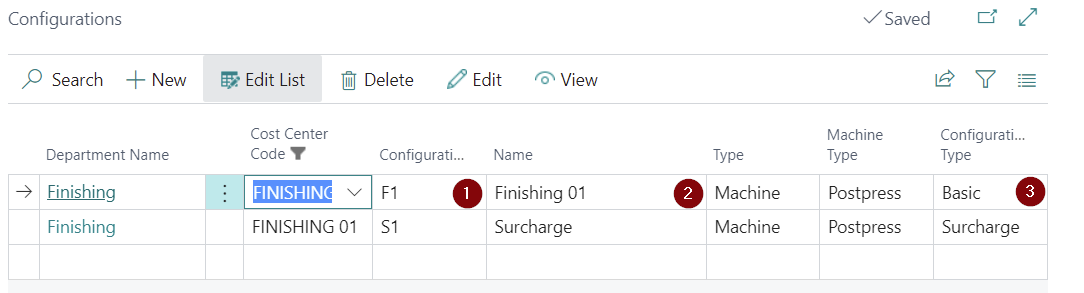 Configurations
Saved
Search New Edit List Delete Edit View
Department Name Cost Center Code Configurati... Name Type Machine Type Configurati... Type
Finishing FINISHING F1 1 Finishing 01 2 Machine Postpress Basic 3
Finishing FINISHING 01 S1 Surcharge Machine Postpress Surcharge